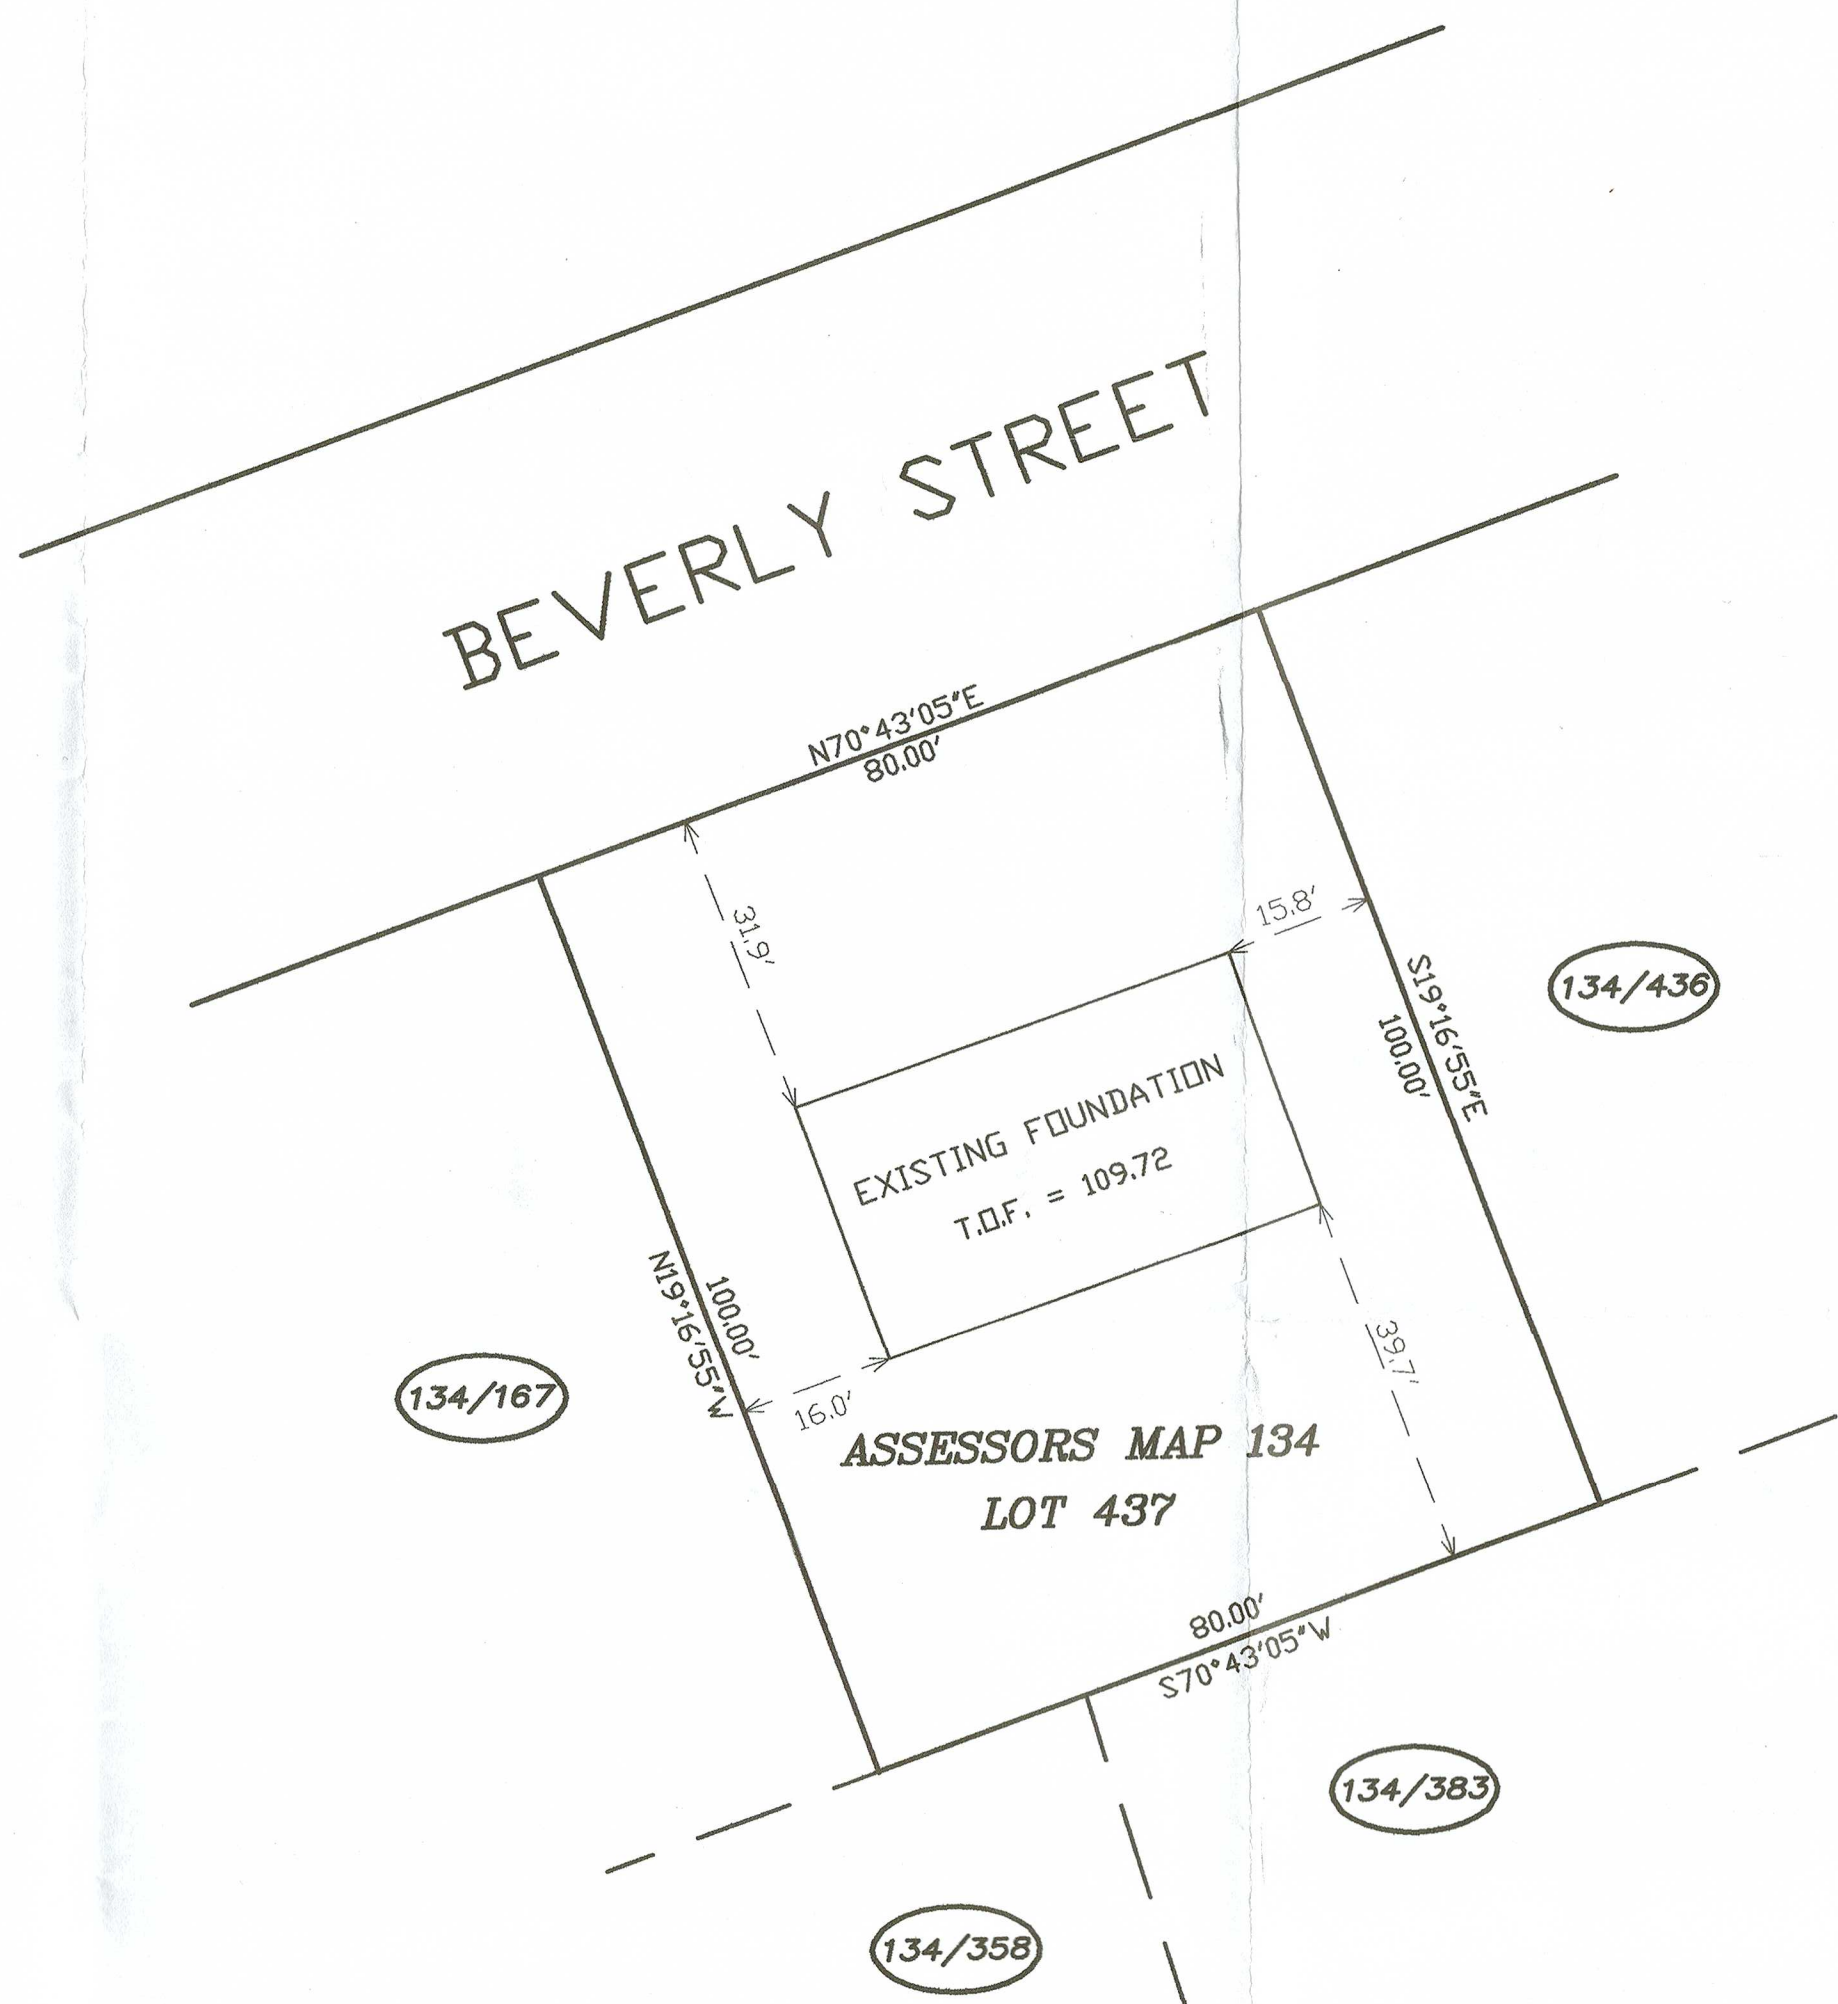 BEVERLY STREET
N70°43'05"E
80.00'
31.9'
15.8'
S19°16'55"E
100.00'
134/436
EXISTING FOUNDATION
T.O.F. = 109.72
100.00'
N19°16'55"W
134/167
16.0'
39.7'
ASSESSORS MAP 134
LOT 437
80.00'
S70°43'05"W
134/383
134/358